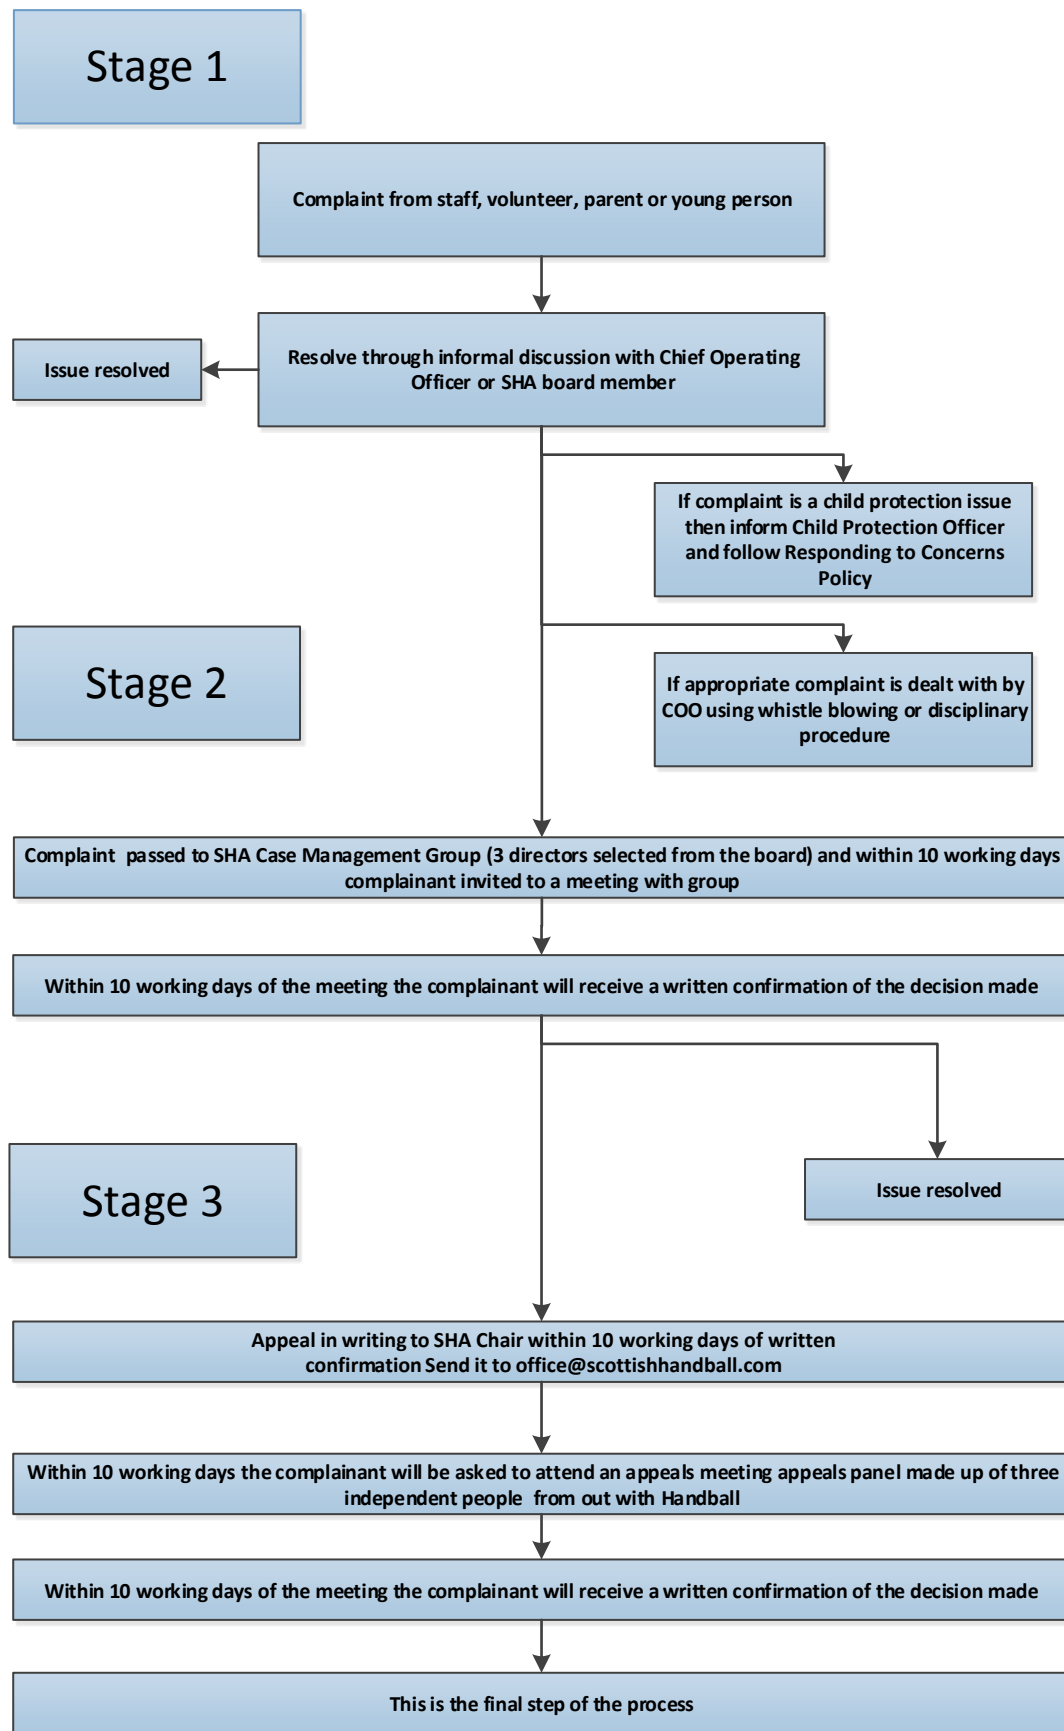 Stage 1
Complaint from staff, volunteer, parent or young person
Resolve through informal discussion with Chief Operating
Officer or SHA board member
Issue resolved
If complaint is a child protection issue
then inform Child Protection Officer
and follow Responding to Concerns
Policy
Stage 2
If appropriate complaint is dealt with by
COO using whistle blowing or disciplinary
procedure
Complaint passed to SHA Case Management Group (3 directors selected from the board) and within 10 working days
complainant invited to a meeting with group
Within 10 working days of the meeting the complainant will receive a written confirmation of the decision made
Stage 3
Issue resolved
Appeal in writing to SHA Chair within 10 working days of written
confirmation Send it to office@scottishhandball.com
Within 10 working days the complainant will be asked to attend an appeals meeting appeals panel made up of three
independent people from out with Handball
Within 10 working days of the meeting the complainant will receive a written confirmation of the decision made
This is the final step of the process